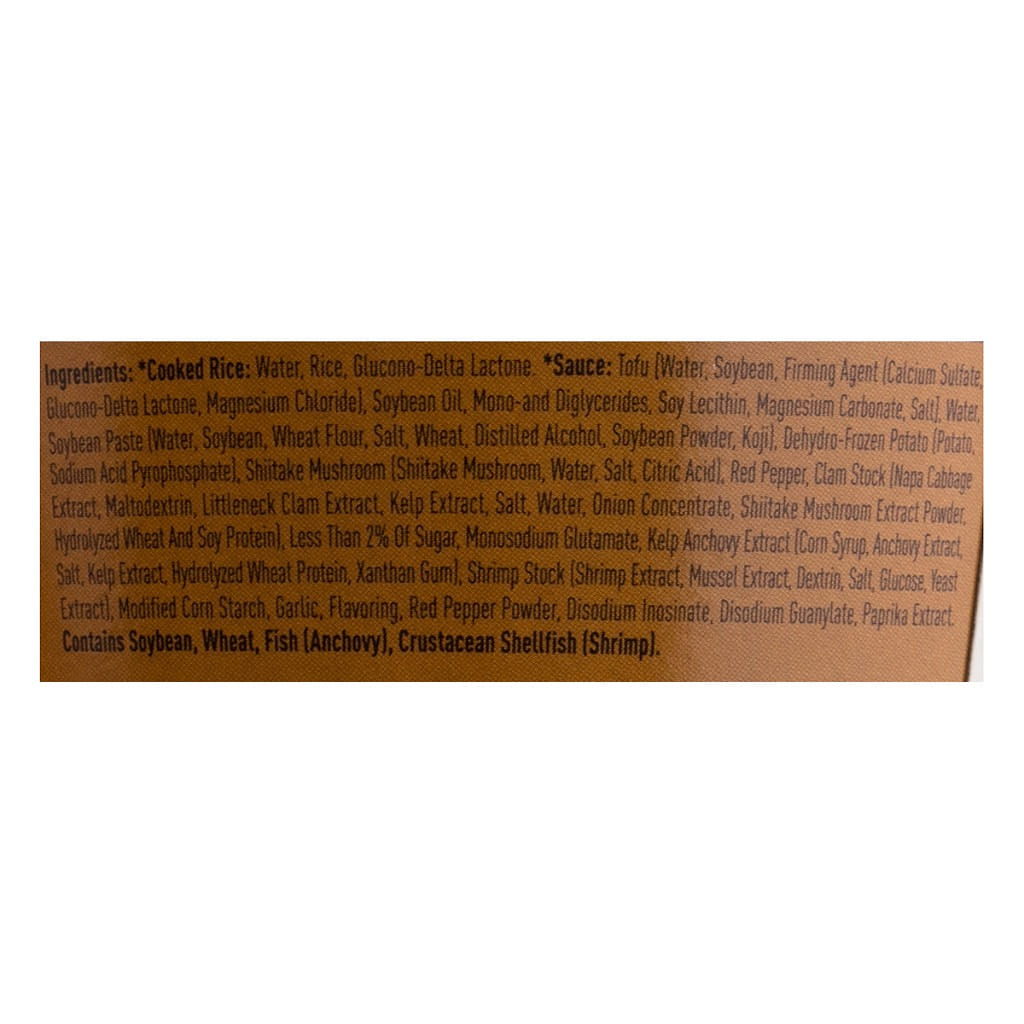 Ingredients: *Cooked Rice: Water, Rice, Glucono-Delta Lactone. *Sauce: Tofu (Water, Soybean, Firming Agent (Calcium Sulfate,
Glucono-Delta Lactone, Magnesium Chloride), Soybean Oil, Mono-and Diglycerides, Soy Lecithin, Magnesium Carbonate, Salt), Water,
Soybean Paste (Water, Soybean, Wheat Flour, Salt, Wheat, Distilled Alcohol, Soybean Powder, Koji), Dehydro-Frozen Potato (Potato,
Sodium Acid Pyrophosphate), Shiitake Mushroom (Shiitake Mushroom, Water, Salt, Citric Acid), Red Pepper, Clam Stock (Napa Cabbage
Extract, Maltodextrin, Littleneck Clam Extract, Kelp Extract, Salt, Water, Onion Concentrate, Shiitake Mushroom Extract Powder,
Hydrolyzed Wheat And Soy Protein), Less Than 2% Of Sugar, Monosodium Glutamate, Kelp Anchovy Extract (Corn Syrup, Anchovy Extract,
Salt, Kelp Extract, Hydrolyzed Wheat Protein, Xanthan Gum), Shrimp Stock (Shrimp Extract, Mussel Extract, Dextrin, Salt, Glucose, Yeast
Extract), Modified Corn Starch, Garlic, Flavoring, Red Pepper Powder, Disodium Inosinate, Disodium Guanylate, Paprika Extract.
Contains Soybean, Wheat, Fish (Anchovy), Crustacean Shellfish (Shrimp).